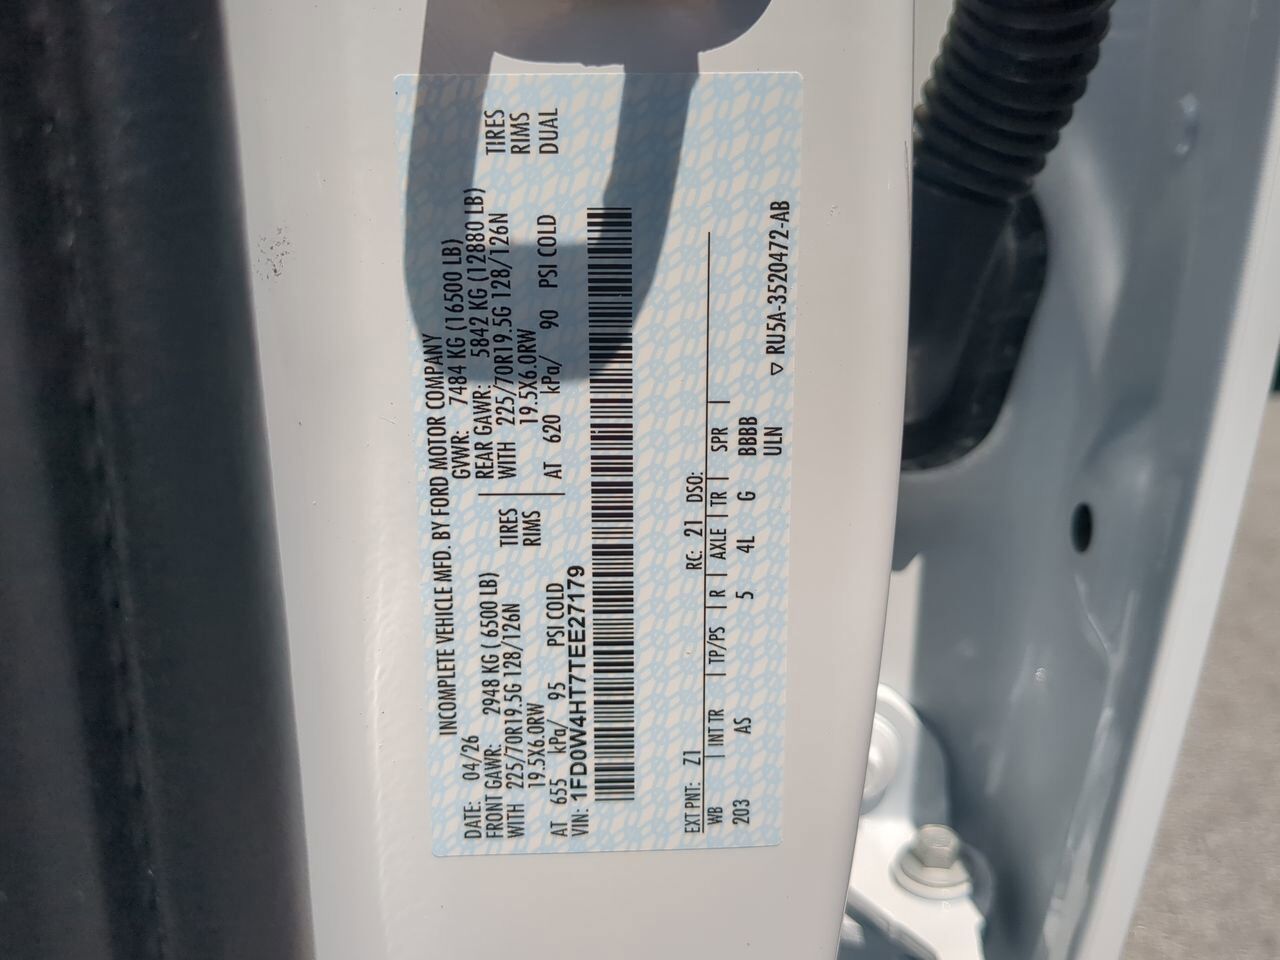 INCOMPLETE VEHICLE MFD. BY FORD MOTOR COMPANY
DATE: 04/26 GVWR: 7484 KG (16500 LB)
FRONT GAWR: 2948 KG ( 6500 LB) REAR GAWR: 5842 KG (12880 LB)
WITH 225/70R19.5G 128/126N TIRES WITH 225/70R19.5G 128/126N TIRES
19.5X6.0RW RIMS 19.5X6.0RW RIMS
AT 655 kPa/ 95 PSI COLD AT 620 kPa/ 90 PSI COLD DUAL
VIN: 1FD0W4HT7TEE27179
EXT PNT: Z1 RC: 21 DSO:
WB | INT TR | TP/PS | R | AXLE | TR | SPR |
203 AS 5 4L G BBBB
ULN
▽ RU5A-3520472-AB